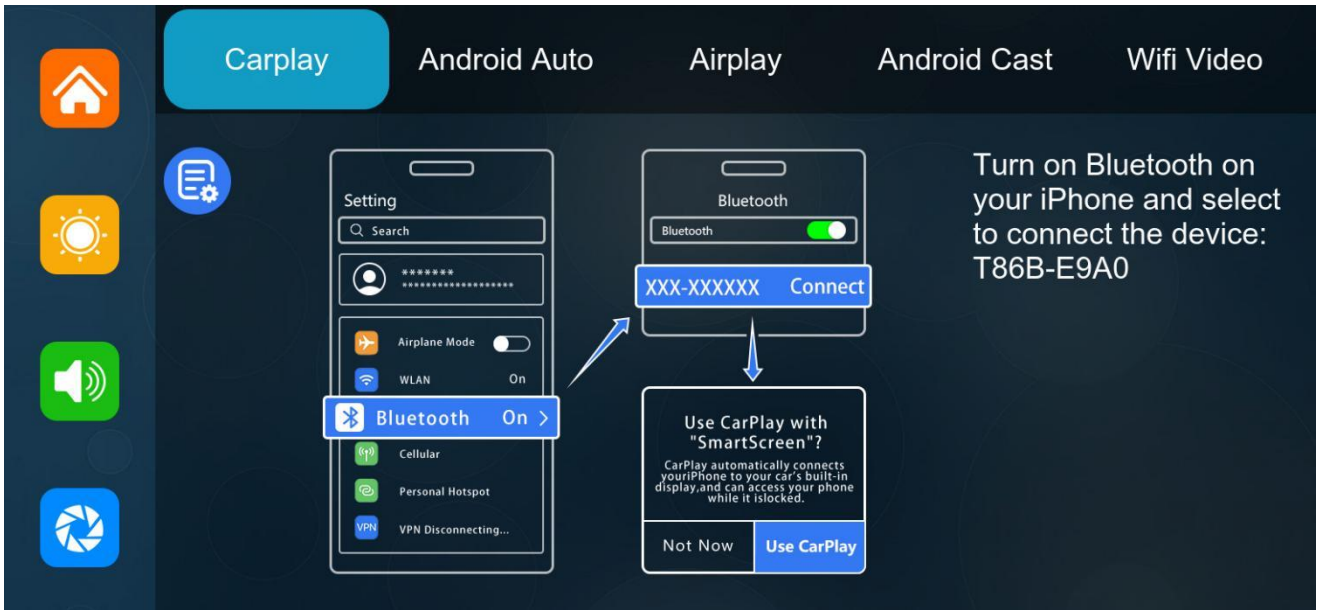 Carplay
Android Auto
Airplay
Android Cast
Wifi Video
Setting
Search
*******
*******************
Airplane Mode
WLAN On
Bluetooth On >
Cellular
Personal Hotspot
VPN VPN Disconnecting...
Bluetooth
Bluetooth
XXX-XXXXXX Connect
Use CarPlay with
"SmartScreen"?
CarPlay automatically connects
youriPhone to your car's built-in
display,and can access your phone
while it islocked.
Not Now
Use CarPlay
Turn on Bluetooth on
your iPhone and select
to connect the device:
T86B-E9A0